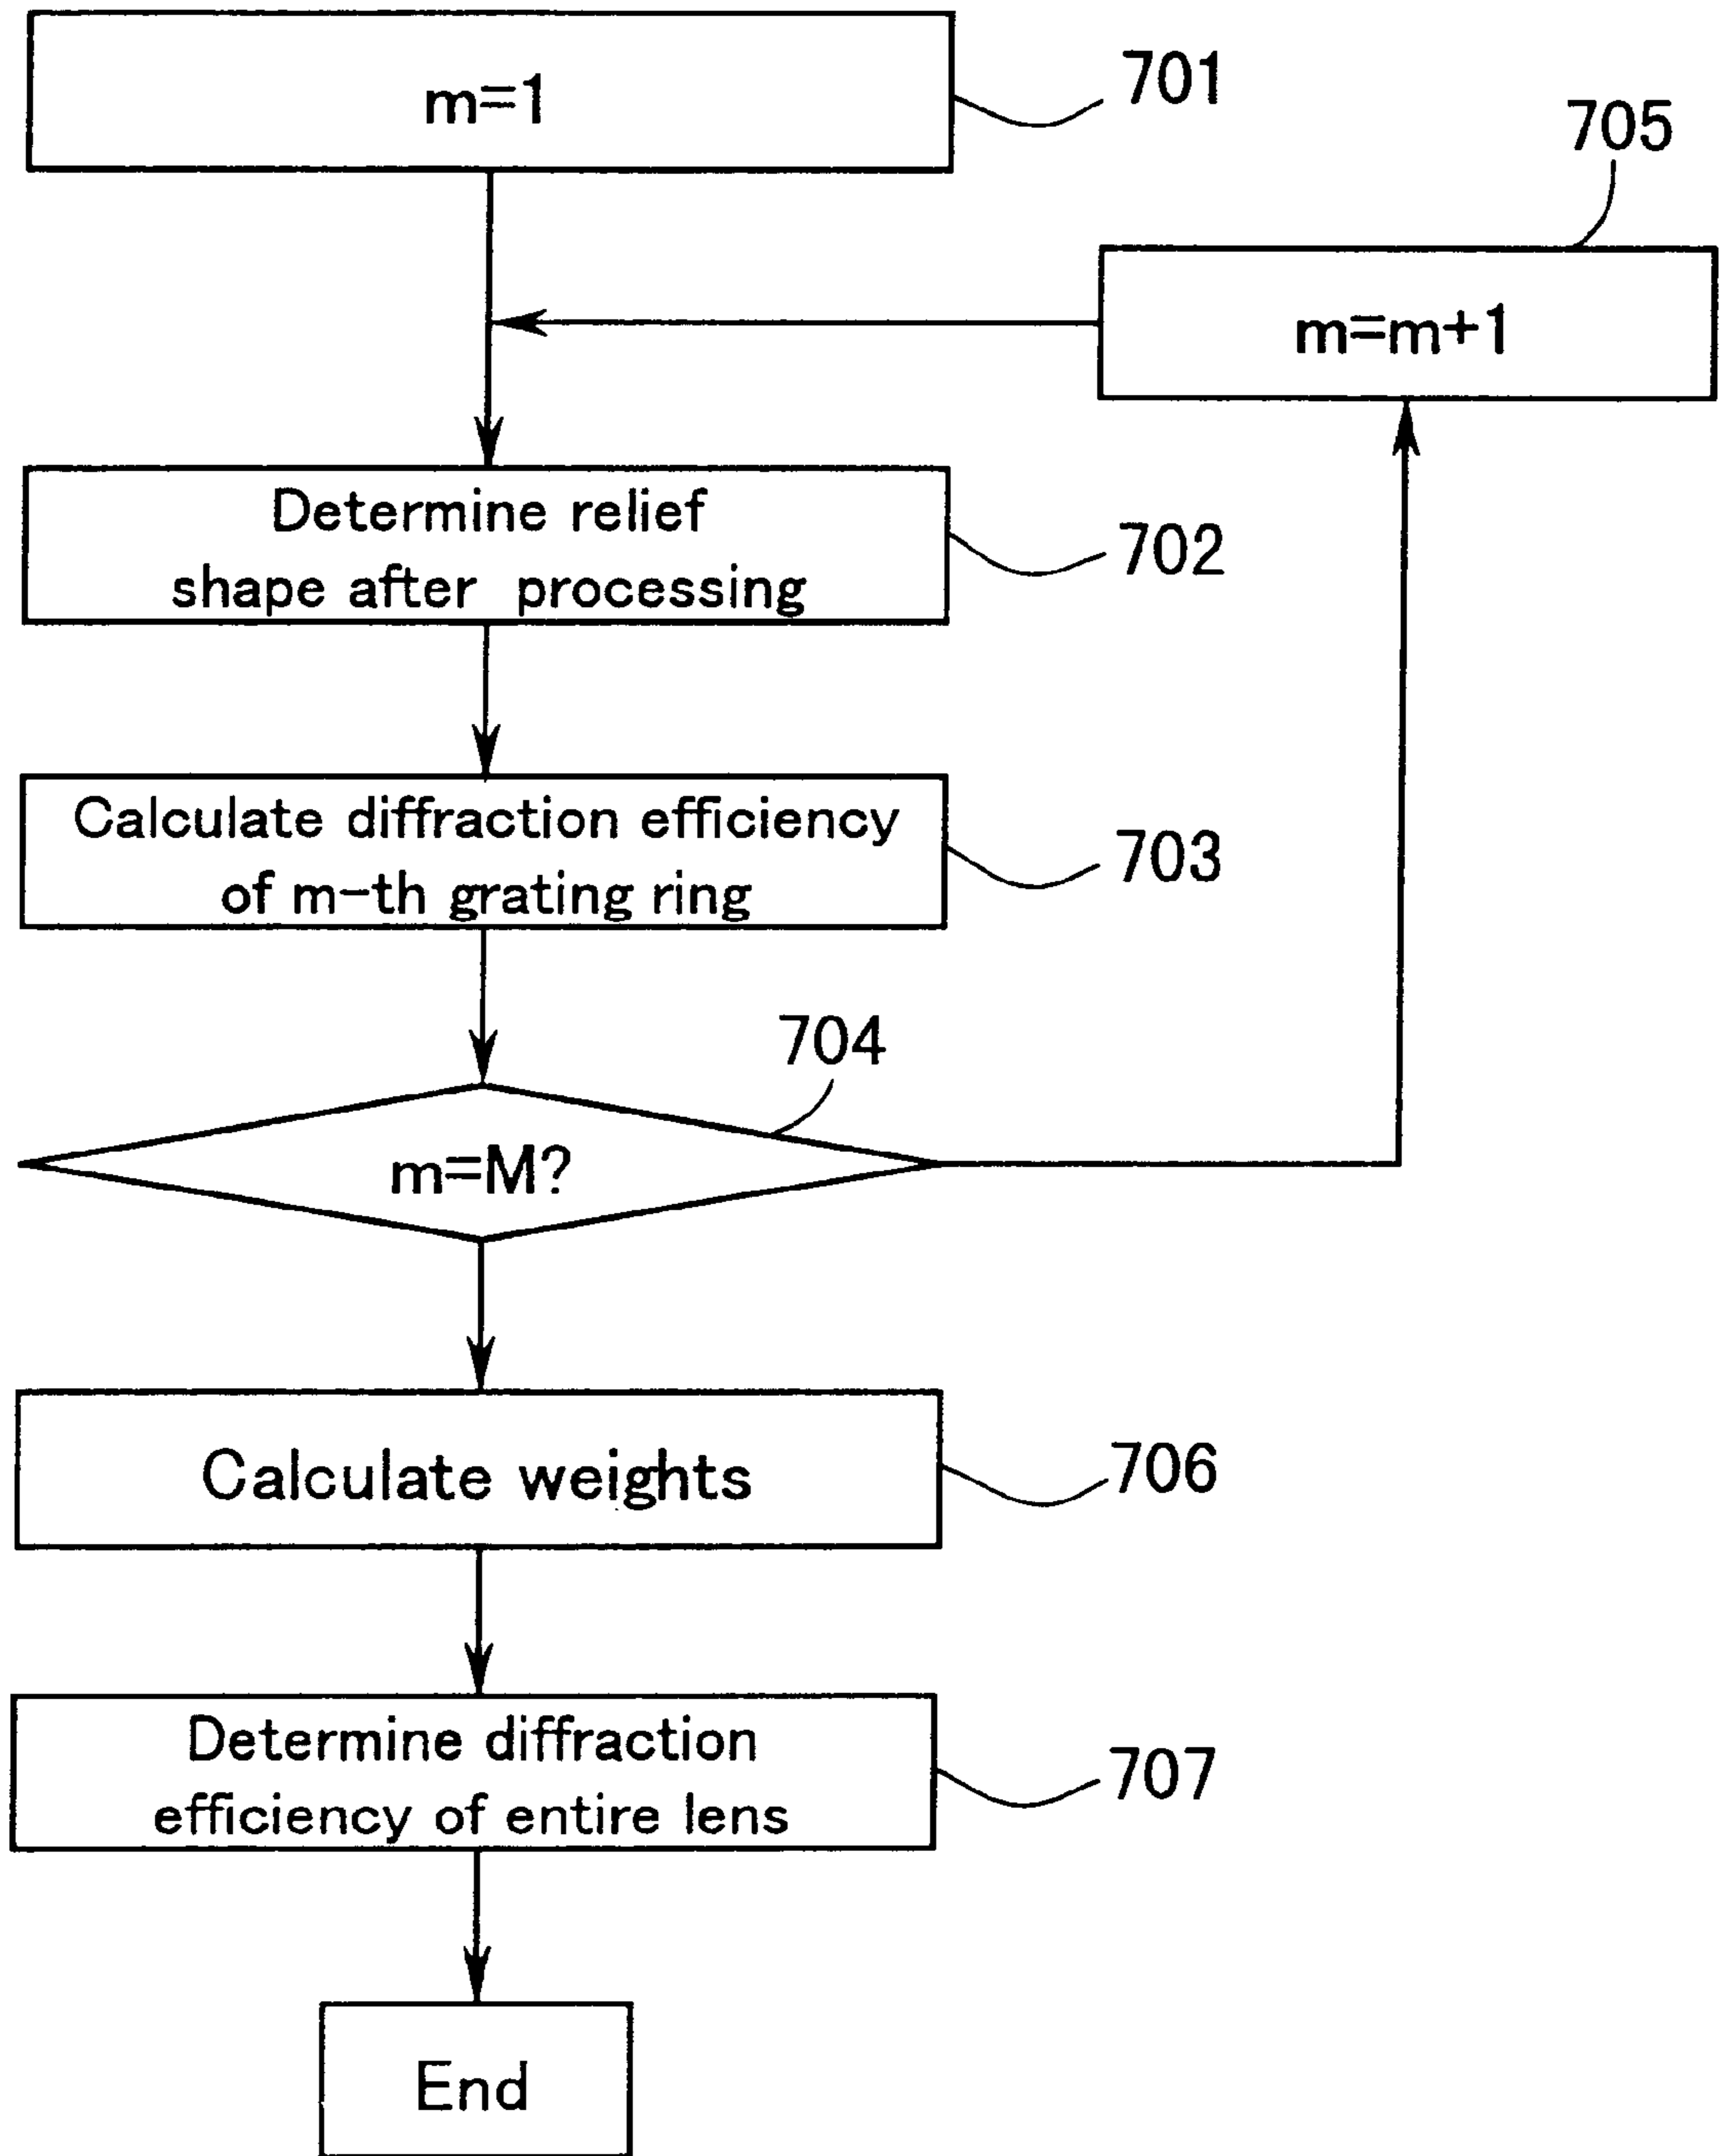 m=1
701
705
m=m+1
Determine relief
shape after processing
702
Calculate diffraction efficiency
of m-th grating ring
703
704
m=M?
Calculate weights
706
Determine diffraction
efficiency of entire lens
707
End